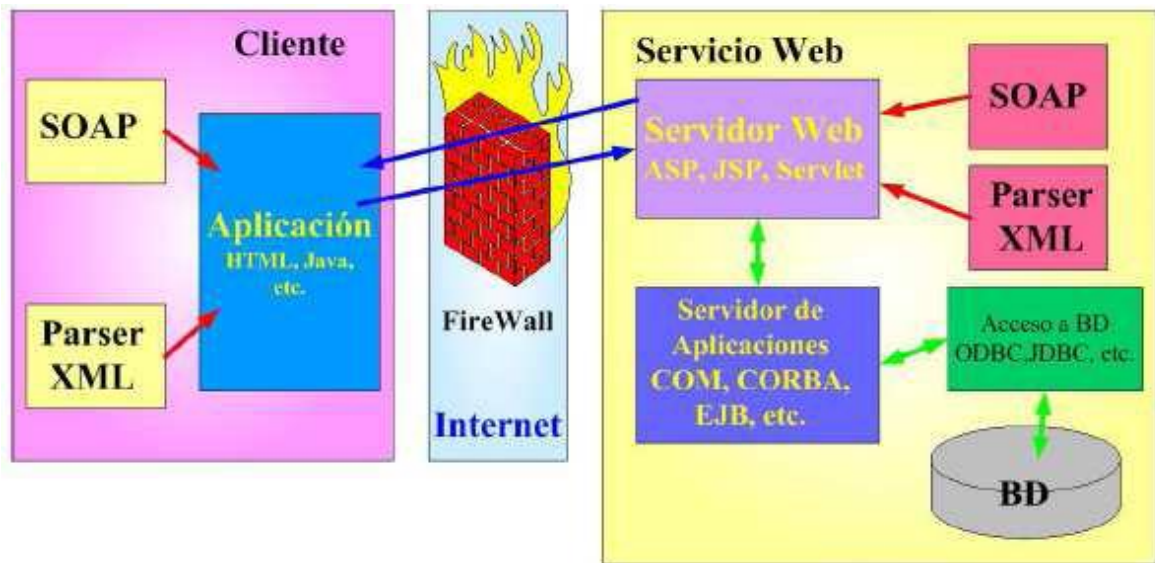 Cliente
SOAP
Aplicación
HTML, Java,
etc.
Parser
XML
FireWall
Internet
Servicio Web
Servidor Web
ASP, JSP, Servlet
SOAP
Parser
XML
Servidor de
Aplicaciones
COM, CORBA,
EJB, etc.
Acceso a BD
ODBC,JDBC, etc.
BD